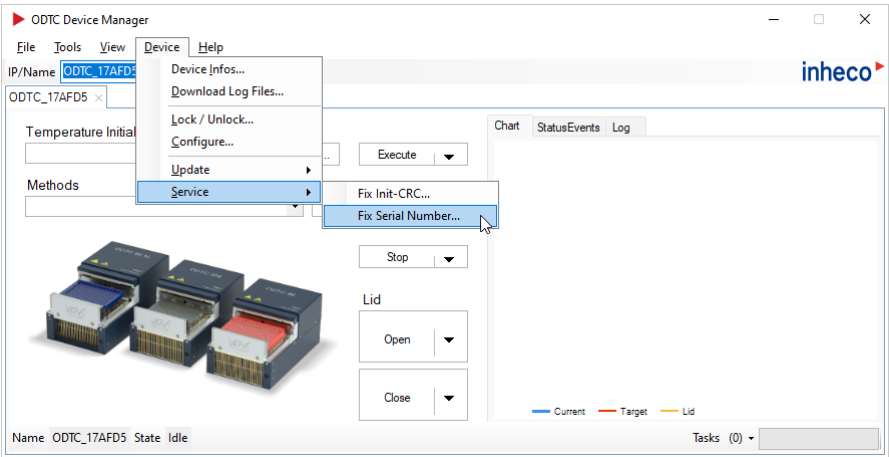 ODTC Device Manager
File Tools View Device Help
IP/Name ODTC_17AFD5
inheco
ODTC_17AFD5
Device Infos...
Download Log Files...
Lock / Unlock...
Configure...
Update
Service
Fix Init-CRC...
Fix Serial Number...
Temperature Initial
...
Execute
Methods
Stop
Lid
Open
Close
Chart StatusEvents Log
Current Target Lid
Name ODTC_17AFD5 State Idle
Tasks (0)